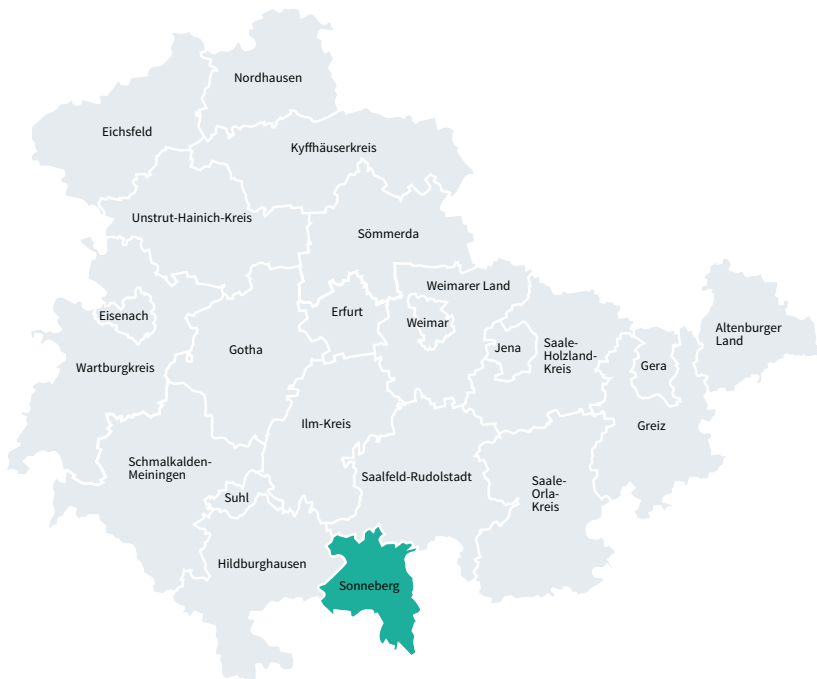 Nordhausen
Eichsfeld
Kyffhäuserkreis
Unstrut-Hainich-Kreis
Sömmerda
Weimarer Land
Eisenach
Erfurt
Weimar
Altenburger
Land
Gotha
Jena
Saale-
Holzland-
Kreis
Wartburgkreis
Gera
Ilm-Kreis
Greiz
Schmalkalden-
Meiningen
Saalfeld-Rudolstadt
Saale-
Orla-
Kreis
Suhl
Hildburghausen
Sonneberg